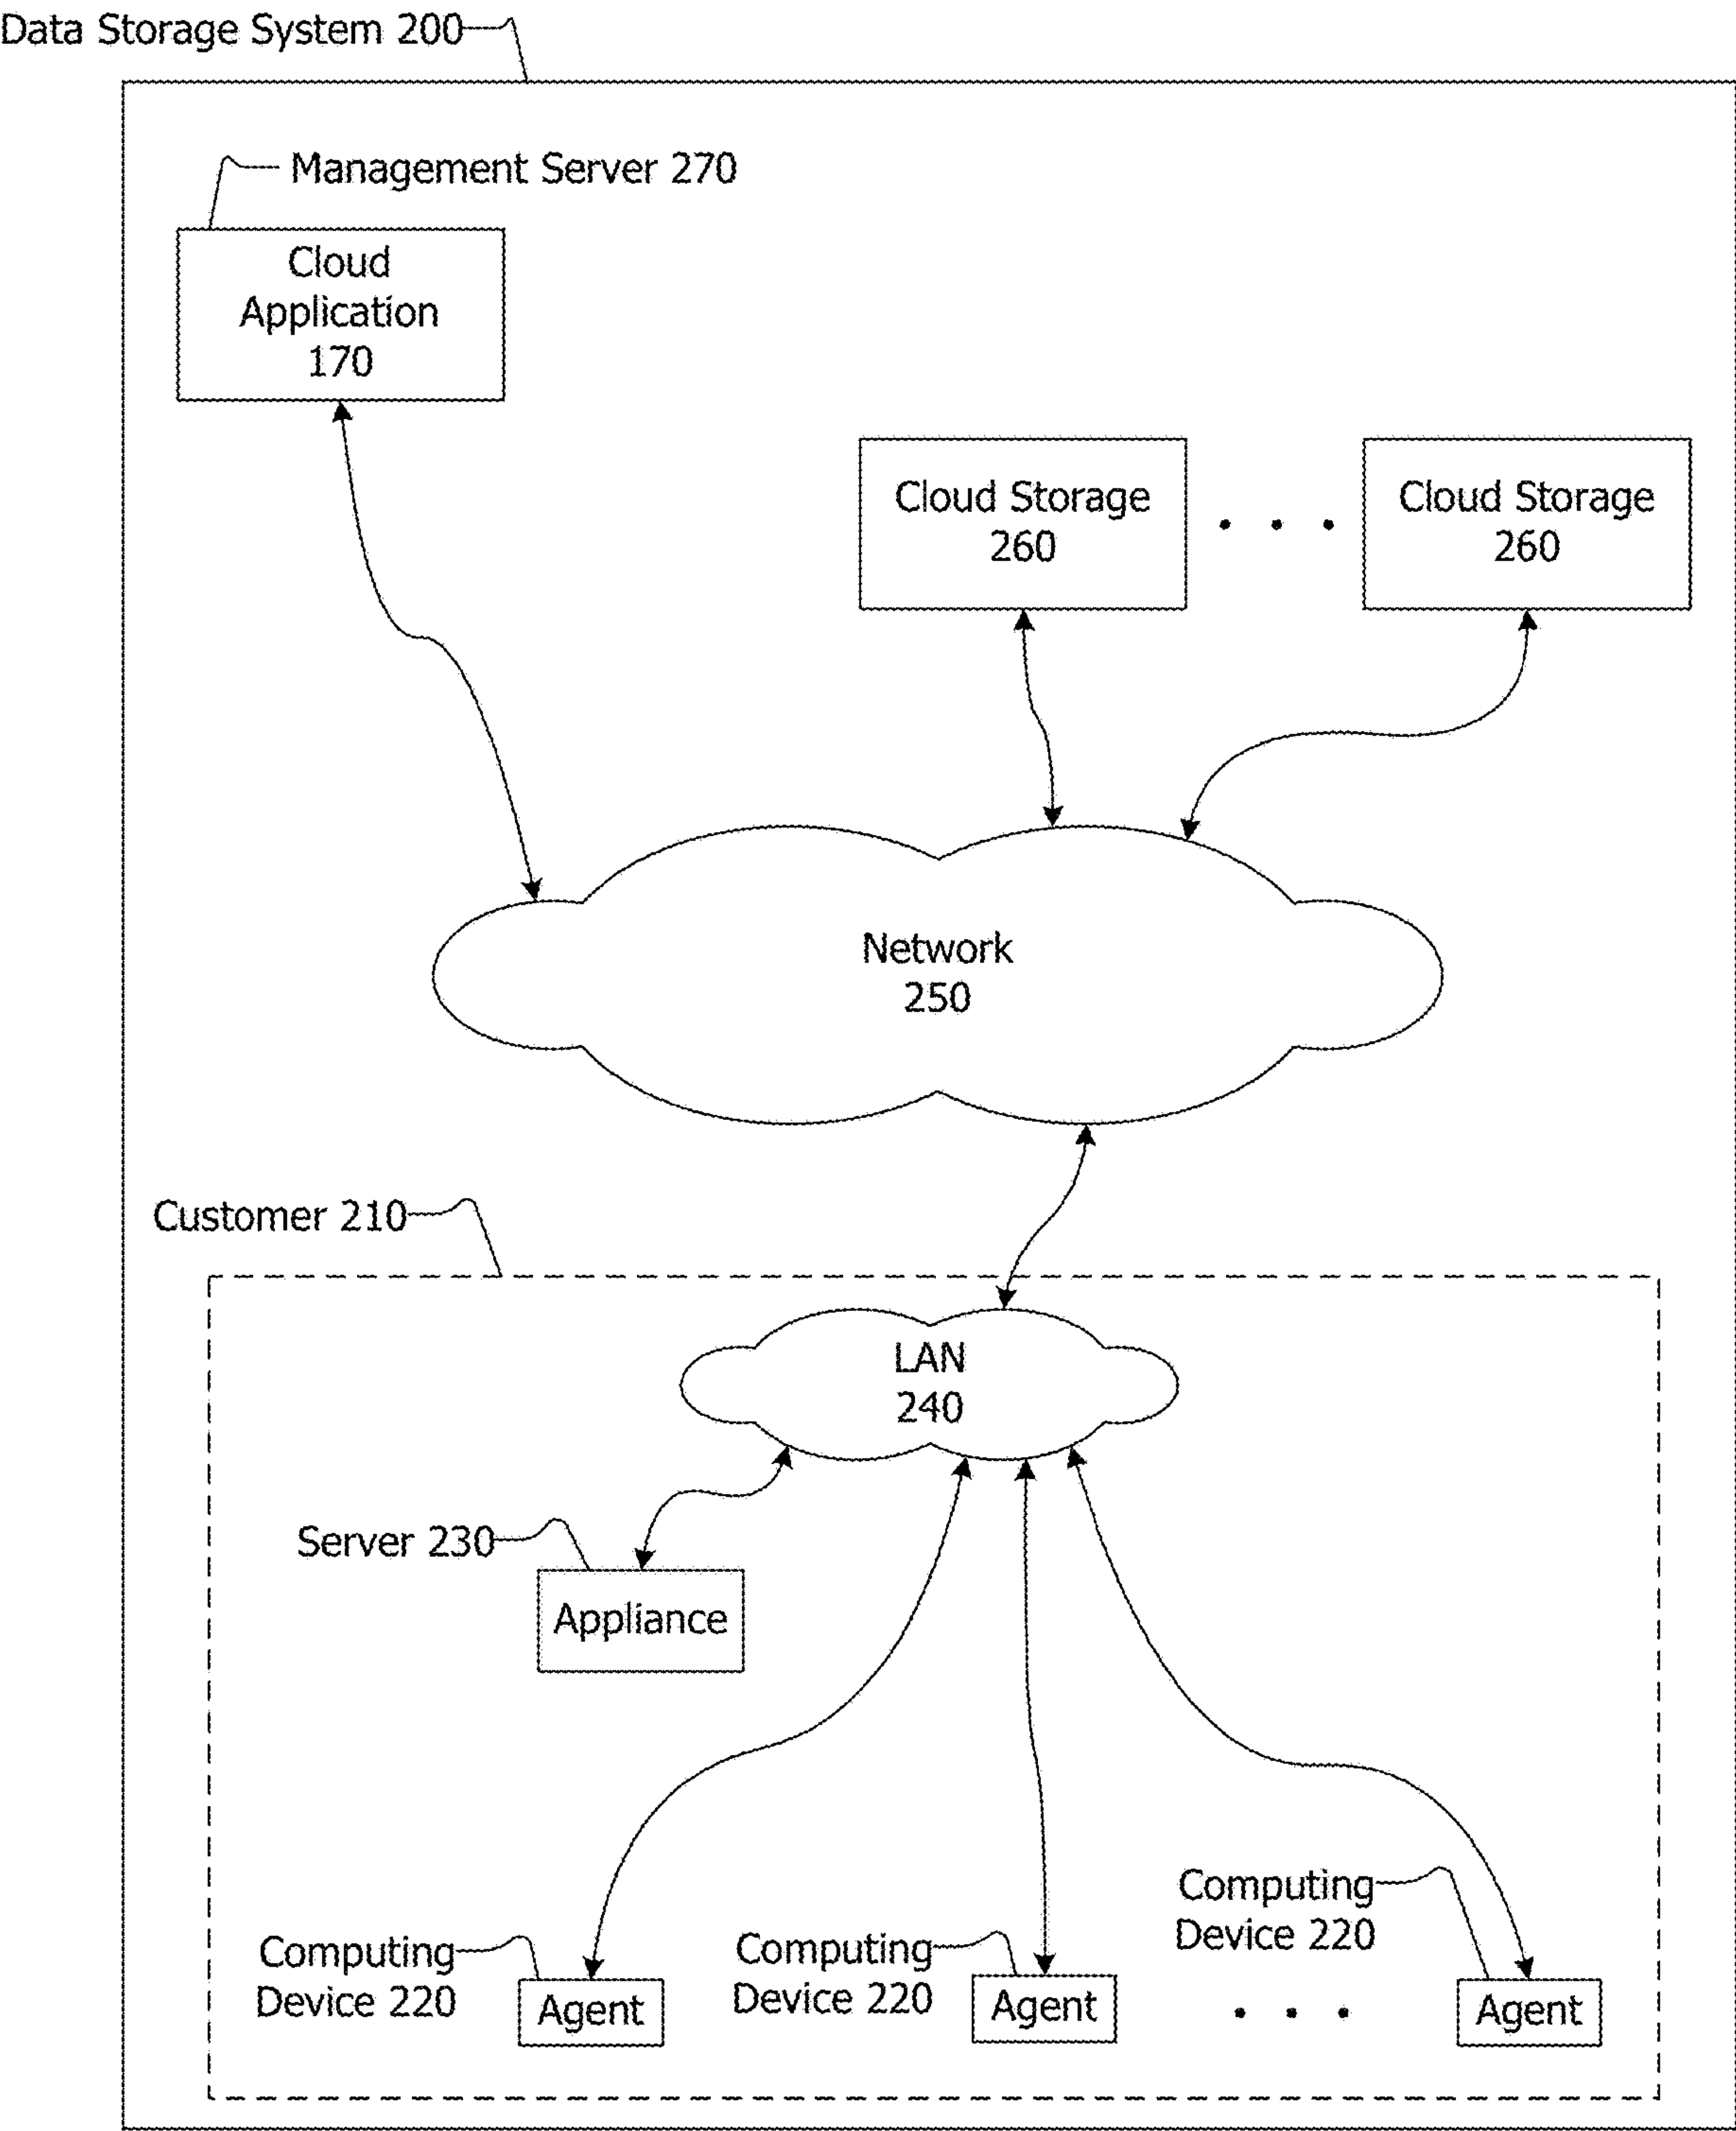 Data Storage System 200
Management Server 270
Cloud
Application
170
Cloud Storage
260
. . .
Cloud Storage
260
Network
250
Customer 210
LAN
240
Server 230
Appliance
Computing
Device 220
Agent
Computing
Device 220
Agent
. . .
Computing
Device 220
Agent